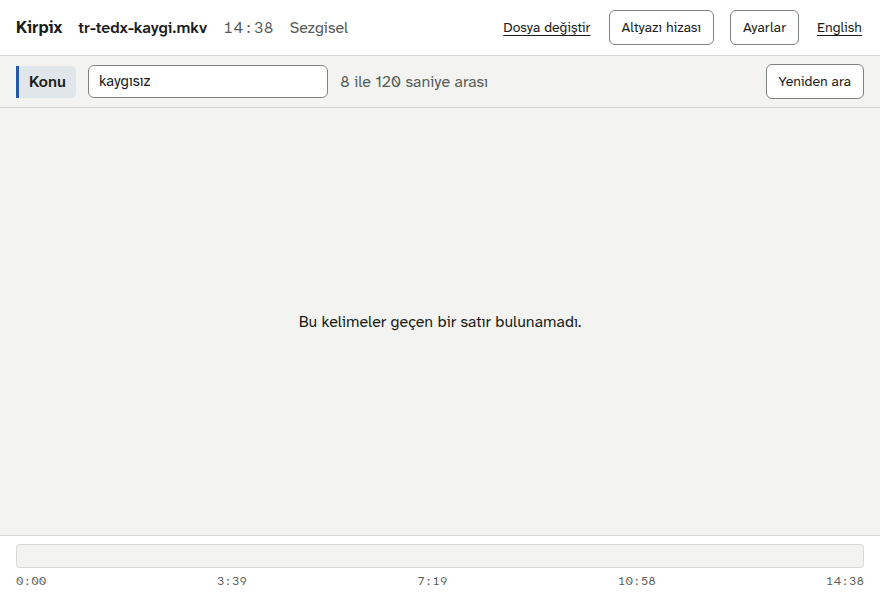 Kirpix tr-tedx-kaygi.mkv 14:38 Sezgisel Dosya değiştir Altyazı hizası Ayarlar English
Konu kaygısız 8 ile 120 saniye arası Yeniden ara
Bu kelimeler geçen bir satır bulunamadı.
0:00 3:39 7:19 10:58 14:38